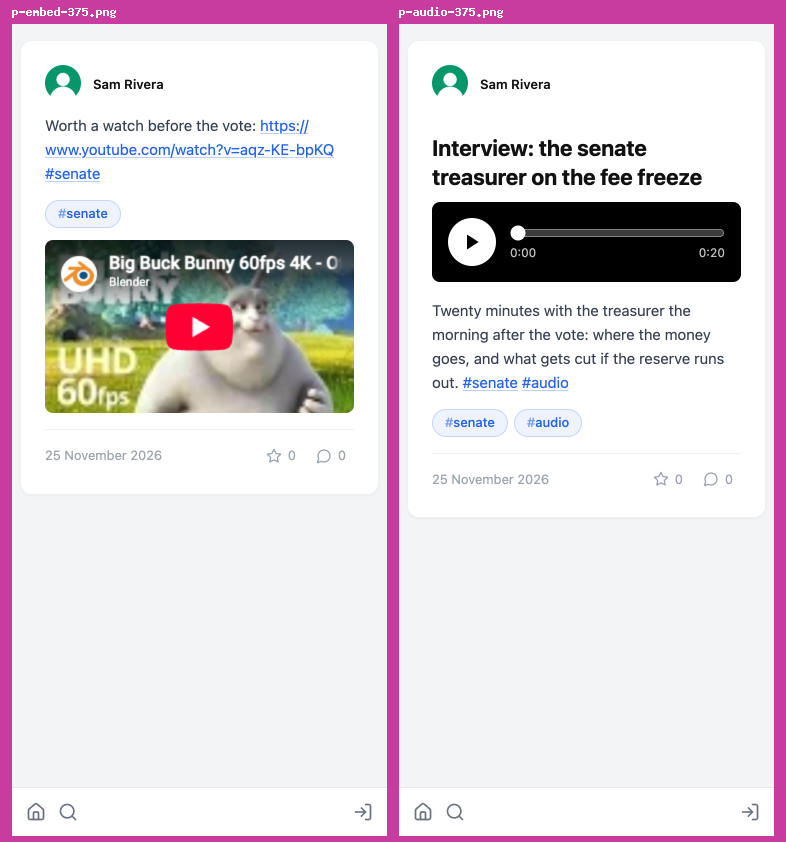 p-embed-375.png
Sam Rivera
Worth a watch before the vote: https://
www.youtube.com/watch?v=aqz-KE-bpKQ
#senate
#senate
Big Buck Bunny 60fps 4K - O
Blender
BUNNY
UHD
60fps
25 November 2026
0
0
p-audio-375.png
Sam Rivera
Interview: the senate
treasurer on the fee freeze
0:00
0:20
Twenty minutes with the treasurer the
morning after the vote: where the money
goes, and what gets cut if the reserve runs
out. #senate #audio
#senate
#audio
25 November 2026
0
0